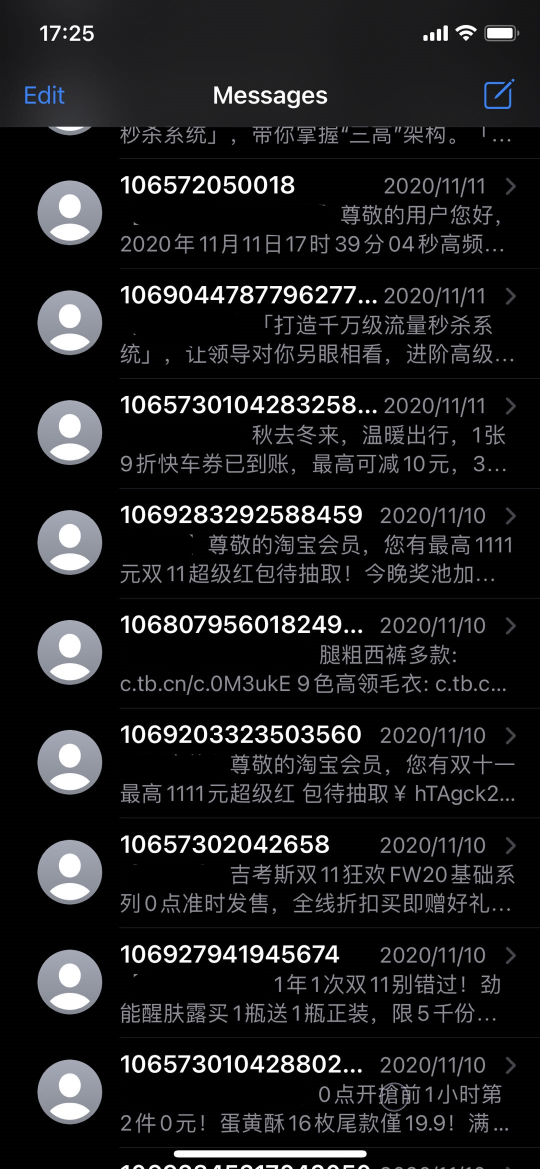 17:25
Edit
Messages
秒杀系统」，带你掌握“三高”架构。「...
106572050018
2020/11/11
尊敬的用户您好，
2020年11月11日17时39分04秒高频...
1069044787796277...
2020/11/11
「打造千万级流量秒杀系
统」，让领导对你另眼相看，进阶高级...
1065730104283258...
2020/11/11
秋去冬来，温暖出行，1张
9折快车券已到账，最高可减10元，3...
1069283292588459
2020/11/10
尊敬的淘宝会员，您有最高1111
元双11超级红包待抽取！今晚奖池加...
106807956018249...
2020/11/10
腿粗西裤多款:
c.tb.cn/c.0M3ukE 9色高领毛衣: c.tb.c...
1069203323503560
2020/11/10
尊敬的淘宝会员，您有双十一
最高1111元超级红 包待抽取￥hTAgck2...
10657302042658
2020/11/10
吉考斯双11狂欢FW20基础系
列0点准时发售，全线折扣买即赠好礼...
106927941945674
2020/11/10
1年1次双11别错过！劲
能醒肤露买1瓶送1瓶正装，限5千份...
106573010428802...
2020/11/10
0点开搶前1小时第
2件0元！蛋黄酥16枚尾款僅19.9！满...